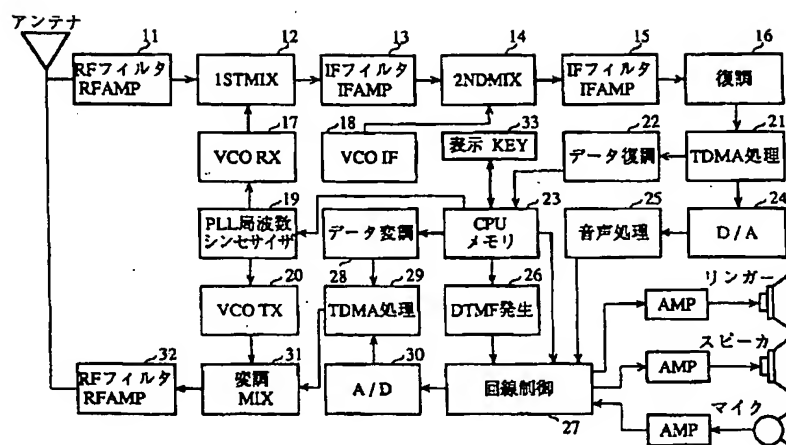 アンテナ
11
12
13
14
15
16
RFフィルタ
RFAMP
1STMIX
IFフィルタ
IFAMP
2NDMIX
IFフィルタ
IFAMP
復調
17
18
33
22
21
VCO RX
VCO IF
表示 KEY
データ復調
TDMA処理
19
23
25
24
PLL局波数
シンセサイザ
データ変調
CPU
メモリ
音声処理
D/A
20
28
29
26
リンガー
VCO TX
TDMA処理
DTMF発生
AMP
スピーカ
32
31
30
AMP
RFフィルタ
RFAMP
変調
MIX
A/D
回線制御
27
マイク
AMP